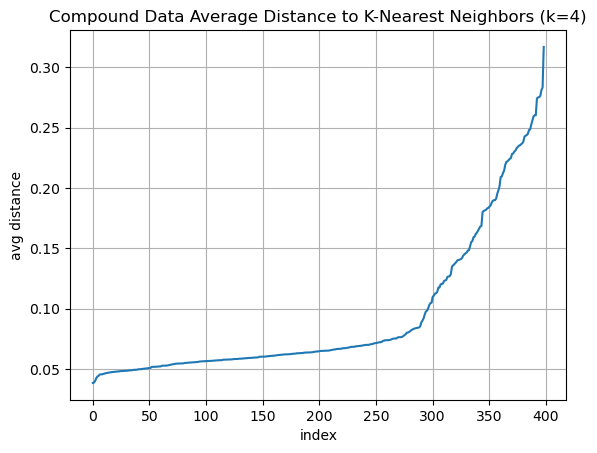 Compound Data Average Distance to K-Nearest Neighbors (k=4)
0.30
0.25
0.20
0.15
0.10
0.05
avg distance
0 50 100 150 200 250 300 350 400
index